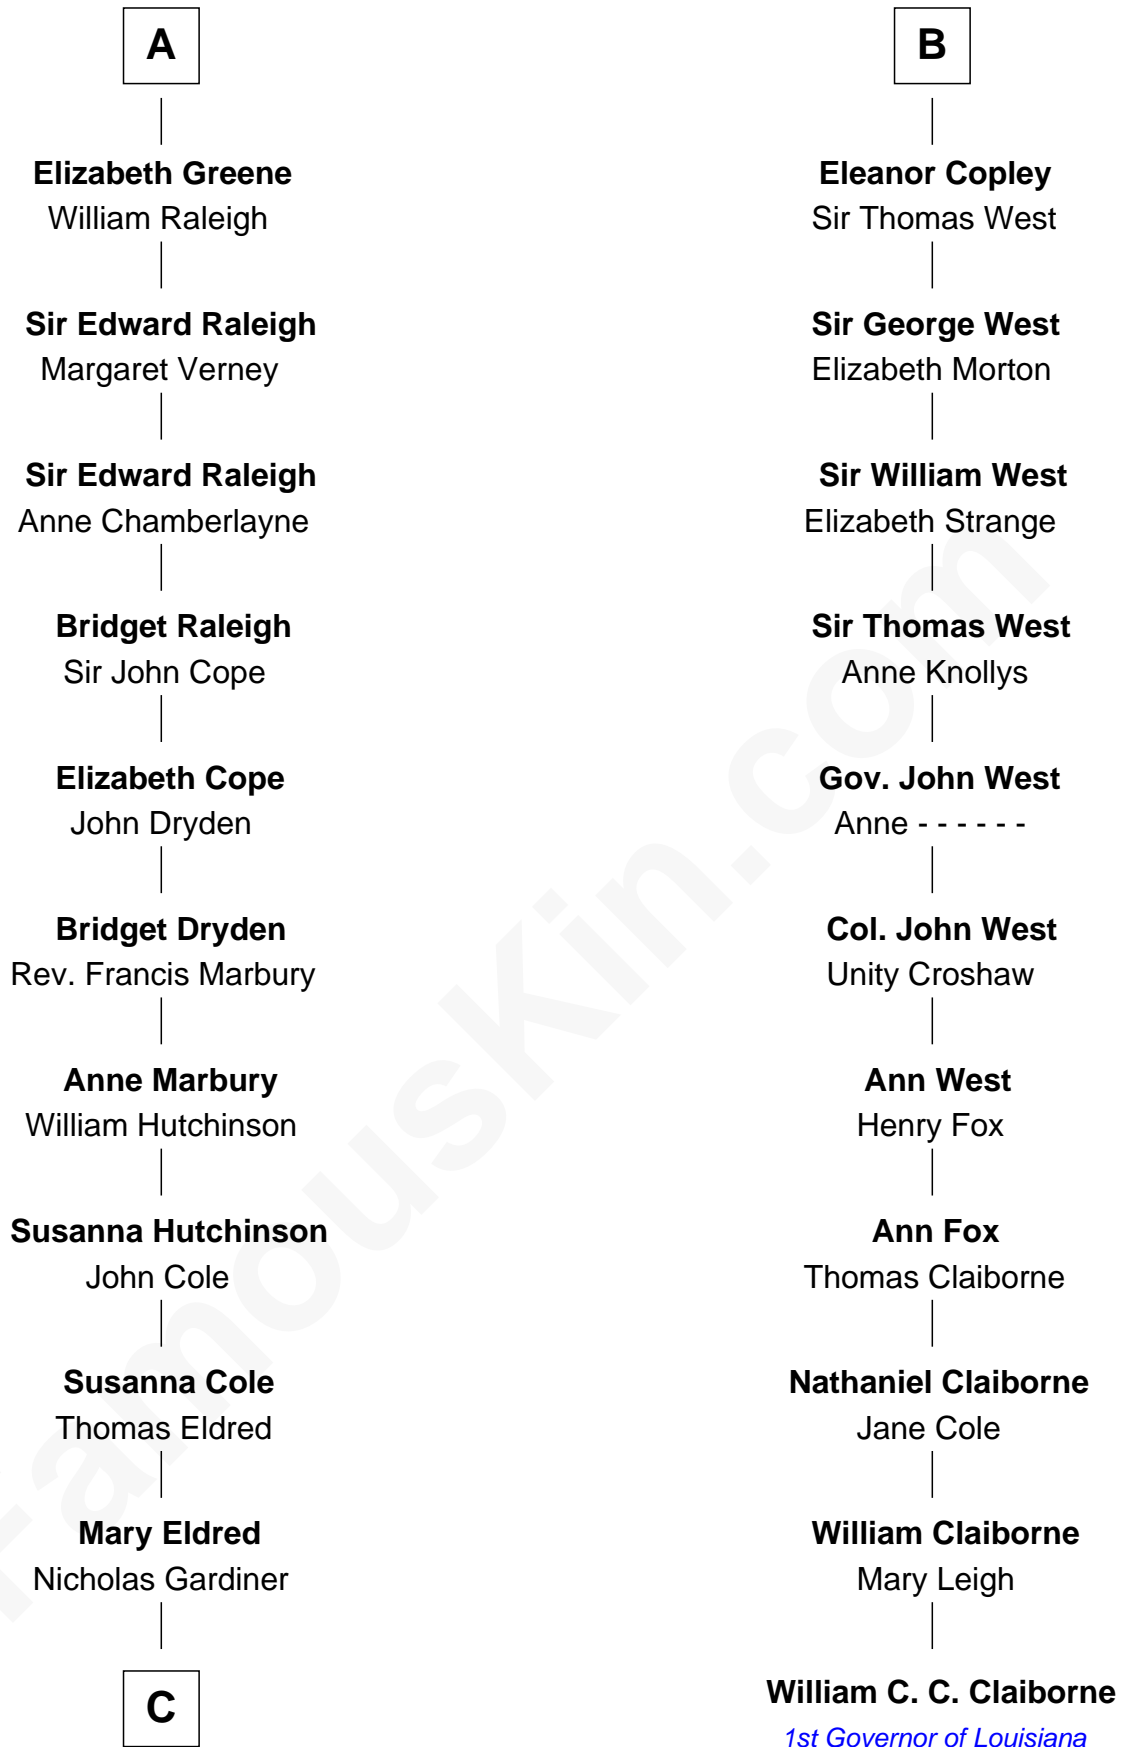 A
Elizabeth Greene
William Raleigh
Sir Edward Raleigh
Margaret Verney
Sir Edward Raleigh
Anne Chamberlayne
Bridget Raleigh
Sir John Cope
Elizabeth Cope
John Dryden
Bridget Dryden
Rev. Francis Marbury
Anne Marbury
William Hutchinson
Susanna Hutchinson
John Cole
Susanna Cole
Thomas Eldred
Mary Eldred
Nicholas Gardiner
C
B
Eleanor Copley
Sir Thomas West
Sir George West
Elizabeth Morton
Sir William West
Elizabeth Strange
Sir Thomas West
Anne Knollys
Gov. John West
Anne - - - - - -
Col. John West
Unity Croshaw
Ann West
Henry Fox
Ann Fox
Thomas Claiborne
Nathaniel Claiborne
Jane Cole
William Claiborne
Mary Leigh
William C. C. Claiborne
1st Governor of Louisiana
FamousKin.com